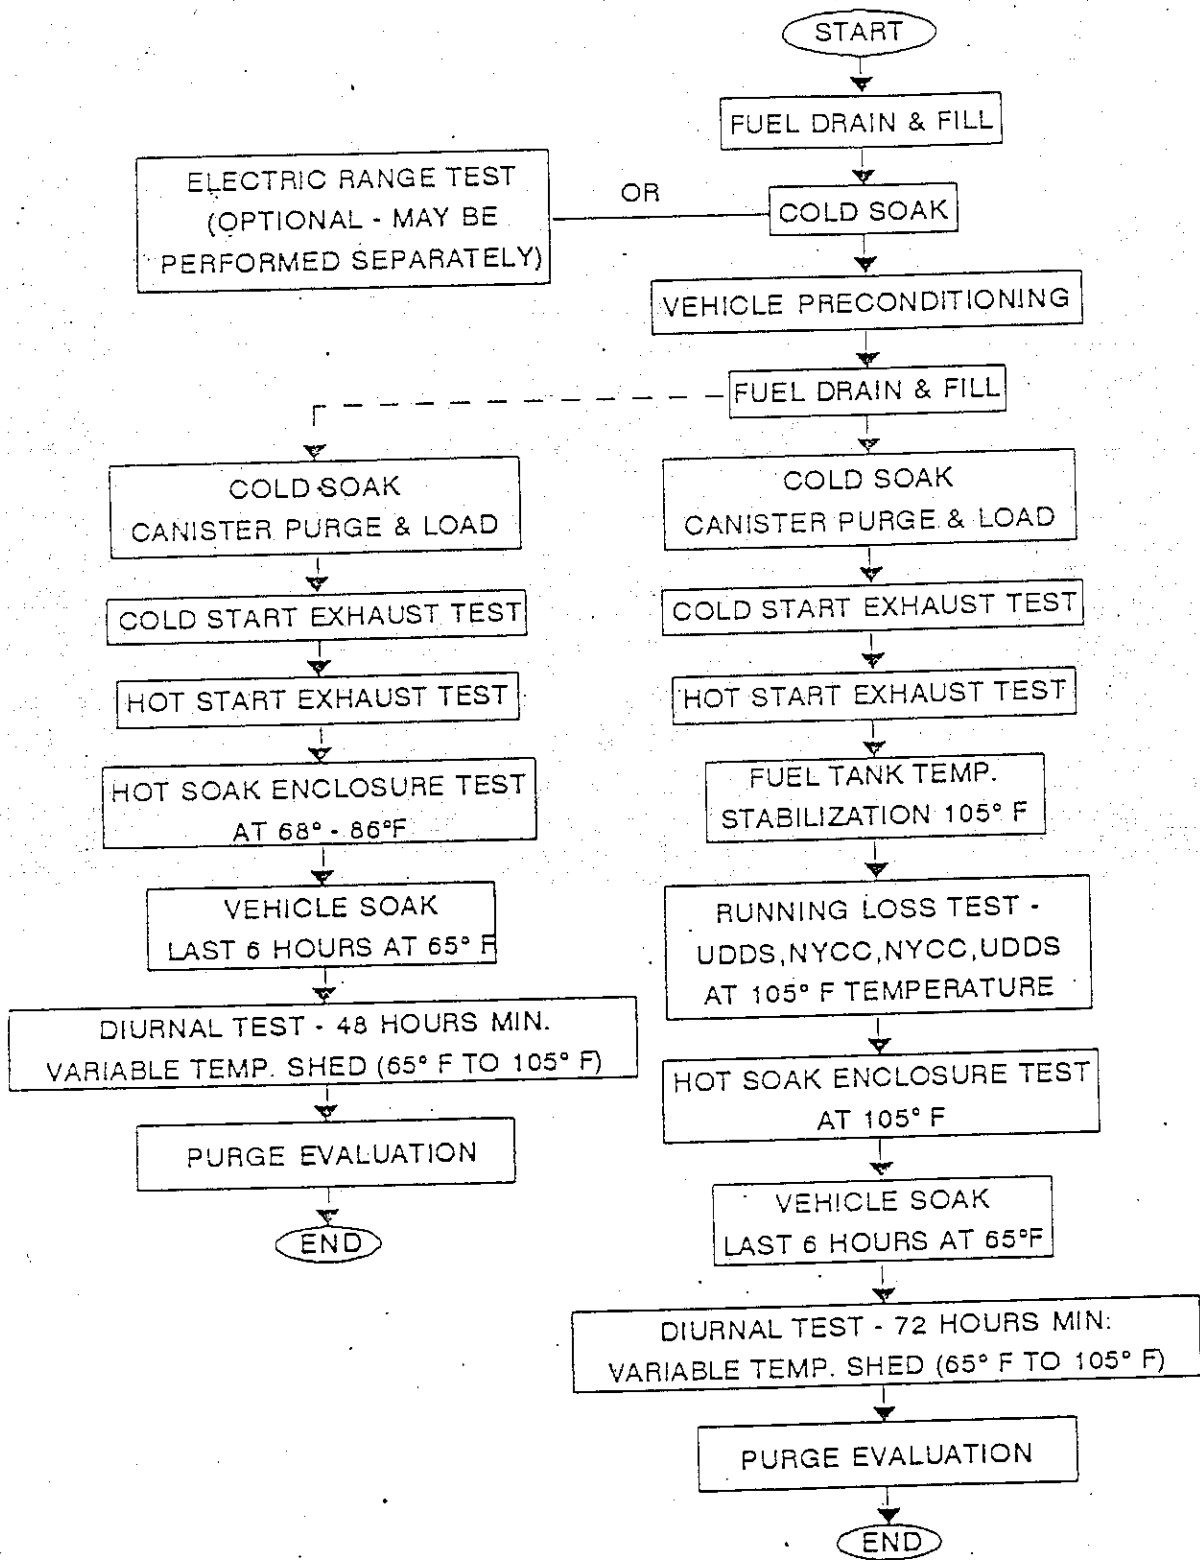 START
FUEL DRAIN & FILL
ELECTRIC RANGE TEST
(OPTIONAL - MAY BE
PERFORMED SEPARATELY)
OR
COLD SOAK
VEHICLE PRECONDITIONING
FUEL DRAIN & FILL
COLD SOAK
CANISTER PURGE & LOAD
COLD START EXHAUST TEST
HOT START EXHAUST TEST
HOT SOAK ENCLOSURE TEST
AT 68° - 86°F
VEHICLE SOAK
LAST 6 HOURS AT 65° F
DIURNAL TEST - 48 HOURS MIN.
VARIABLE TEMP. SHED (65° F TO 105° F)
PURGE EVALUATION
END
COLD SOAK
CANISTER PURGE & LOAD
COLD START EXHAUST TEST
HOT START EXHAUST TEST
FUEL TANK TEMP.
STABILIZATION 105° F
RUNNING LOSS TEST -
UDDS,NYCC,NYCC,UDDS
AT 105° F TEMPERATURE
HOT SOAK ENCLOSURE TEST
AT 105° F
VEHICLE SOAK
LAST 6 HOURS AT 65°F
DIURNAL TEST - 72 HOURS MIN:
VARIABLE TEMP. SHED (65° F TO 105° F)
PURGE EVALUATION
END